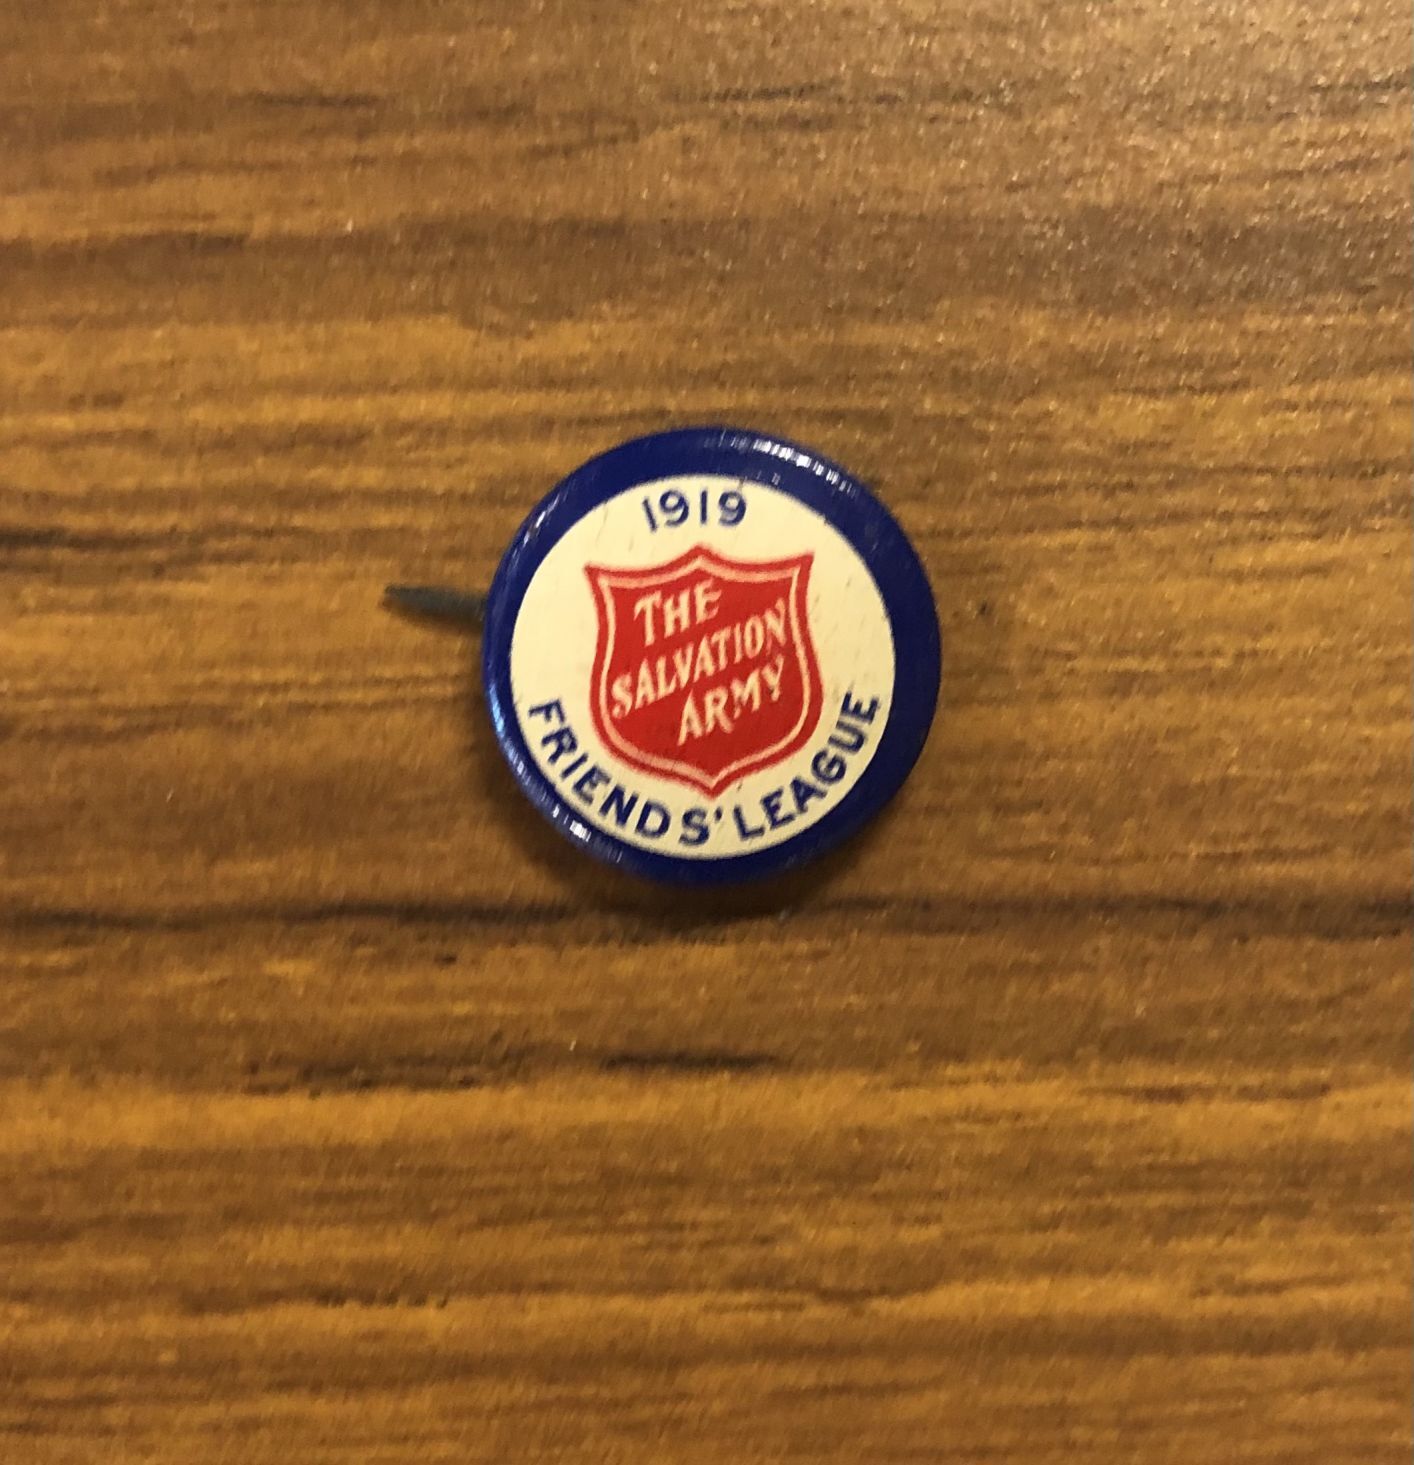 1919
THE
SALVATION
ARMY
FRIENDS' LEAGUE